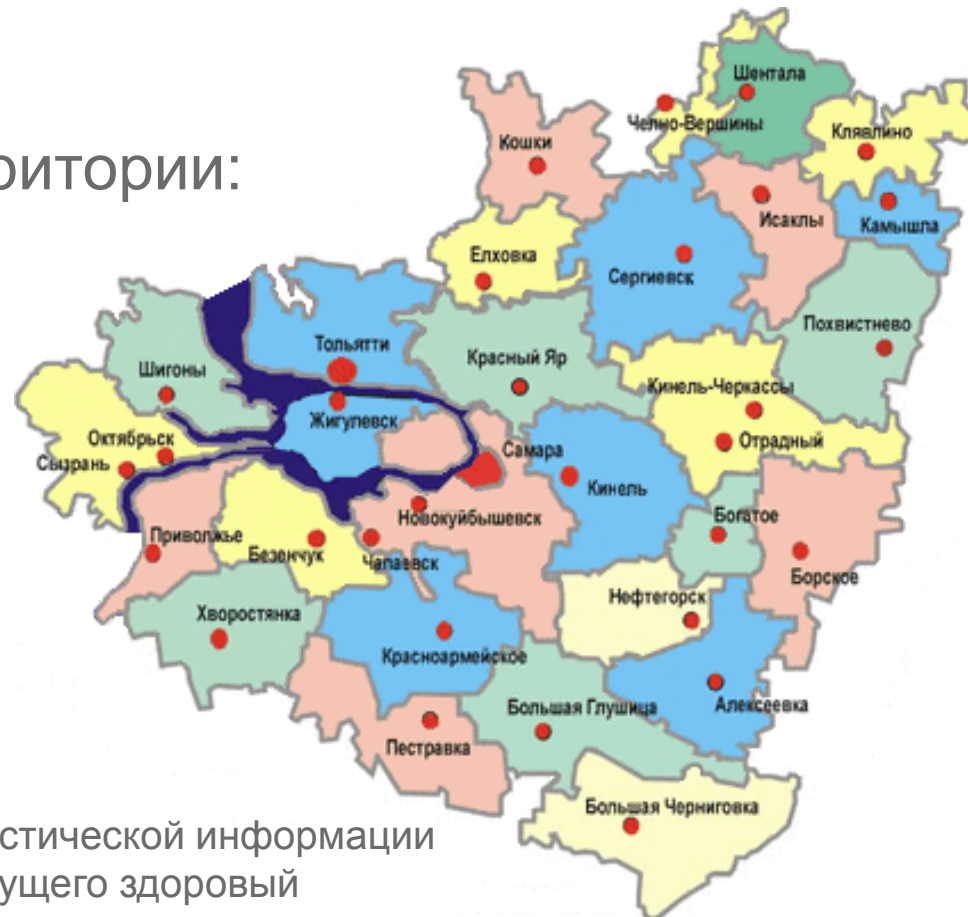 Шентала
Челно-Вершины
Клявлино
Кошки
ритории:
Исаклы
Камышла
Елховка
Сергиевск
Похвистнево
Тольятти
Красный Яр
Шигоны
Кинель-Черкассы
Жигулевск
Октябрьск
Отрадный
Самара
Сызрань
Кинель
Новокуйбышевск
Богатое
Приволжье
Безенчук
Чапаевск
Борское
Нефтегорск
Хворостянка
Красноармейское
Большая Глушица
Алексеевка
Пестравка
Большая Черниговка
стической информации
ущего здоровый